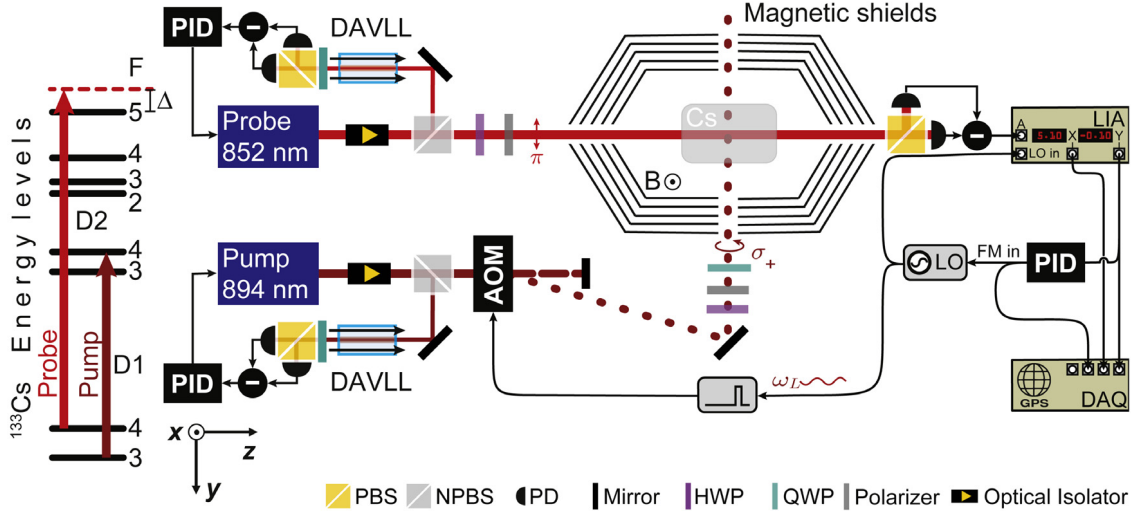 Magnetic shields
PID
−
DAVLL
F
Δ
5
4
3
2
D2
4
3
D1
4
3
Probe
Pump
133Cs Energy levels
Probe
852 nm
π
Cs
B
A
5-10
X
-0-10
Y
LIA
LO in
Pump
894 nm
AOM
σ+
FM in
LO
PID
PID
−
DAVLL
ωL
GPS
DAQ
x
z
y
PBS
NPBS
PD
Mirror
HWP
QWP
Polarizer
Optical Isolator